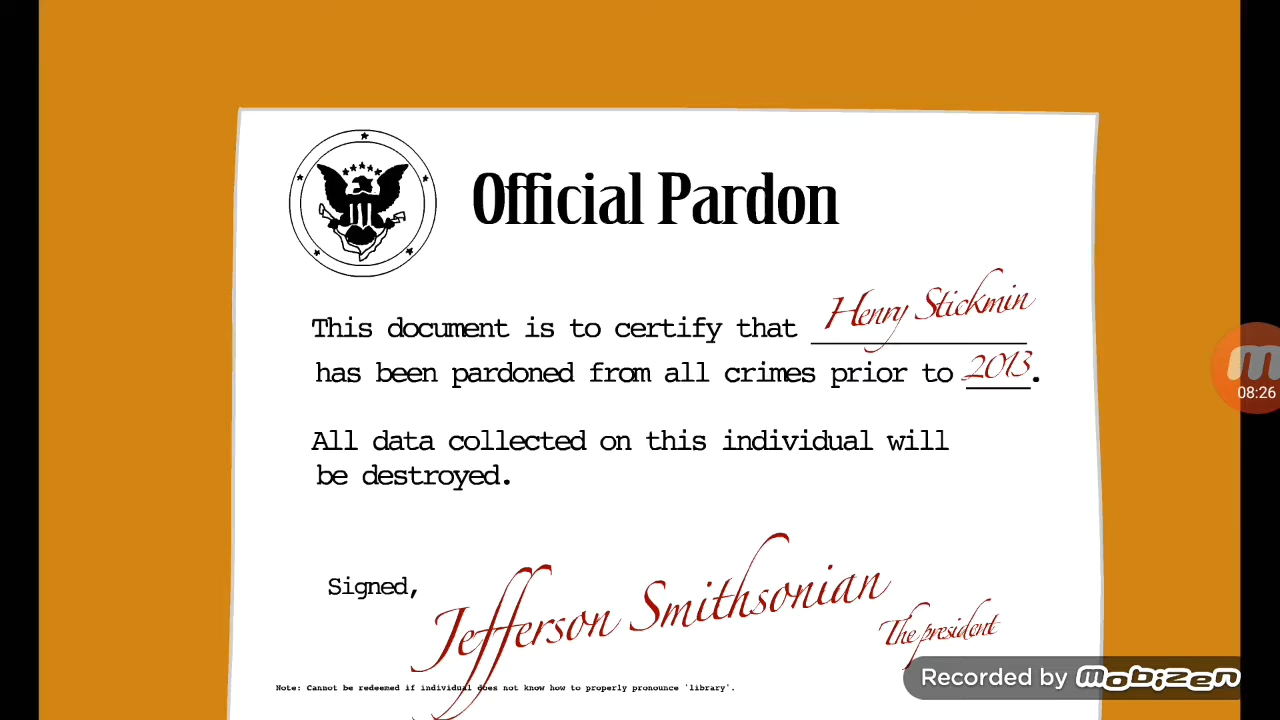 Official Pardon
This document is to certify that Henry Stickmin
has been pardoned from all crimes prior to 2013.
All data collected on this individual will
be destroyed.
Signed,
Jefferson Smithsonian
The president
Note: Cannot be redeemed if individual does not know how to properly pronounce 'library'.
08:26
Recorded by mobizen